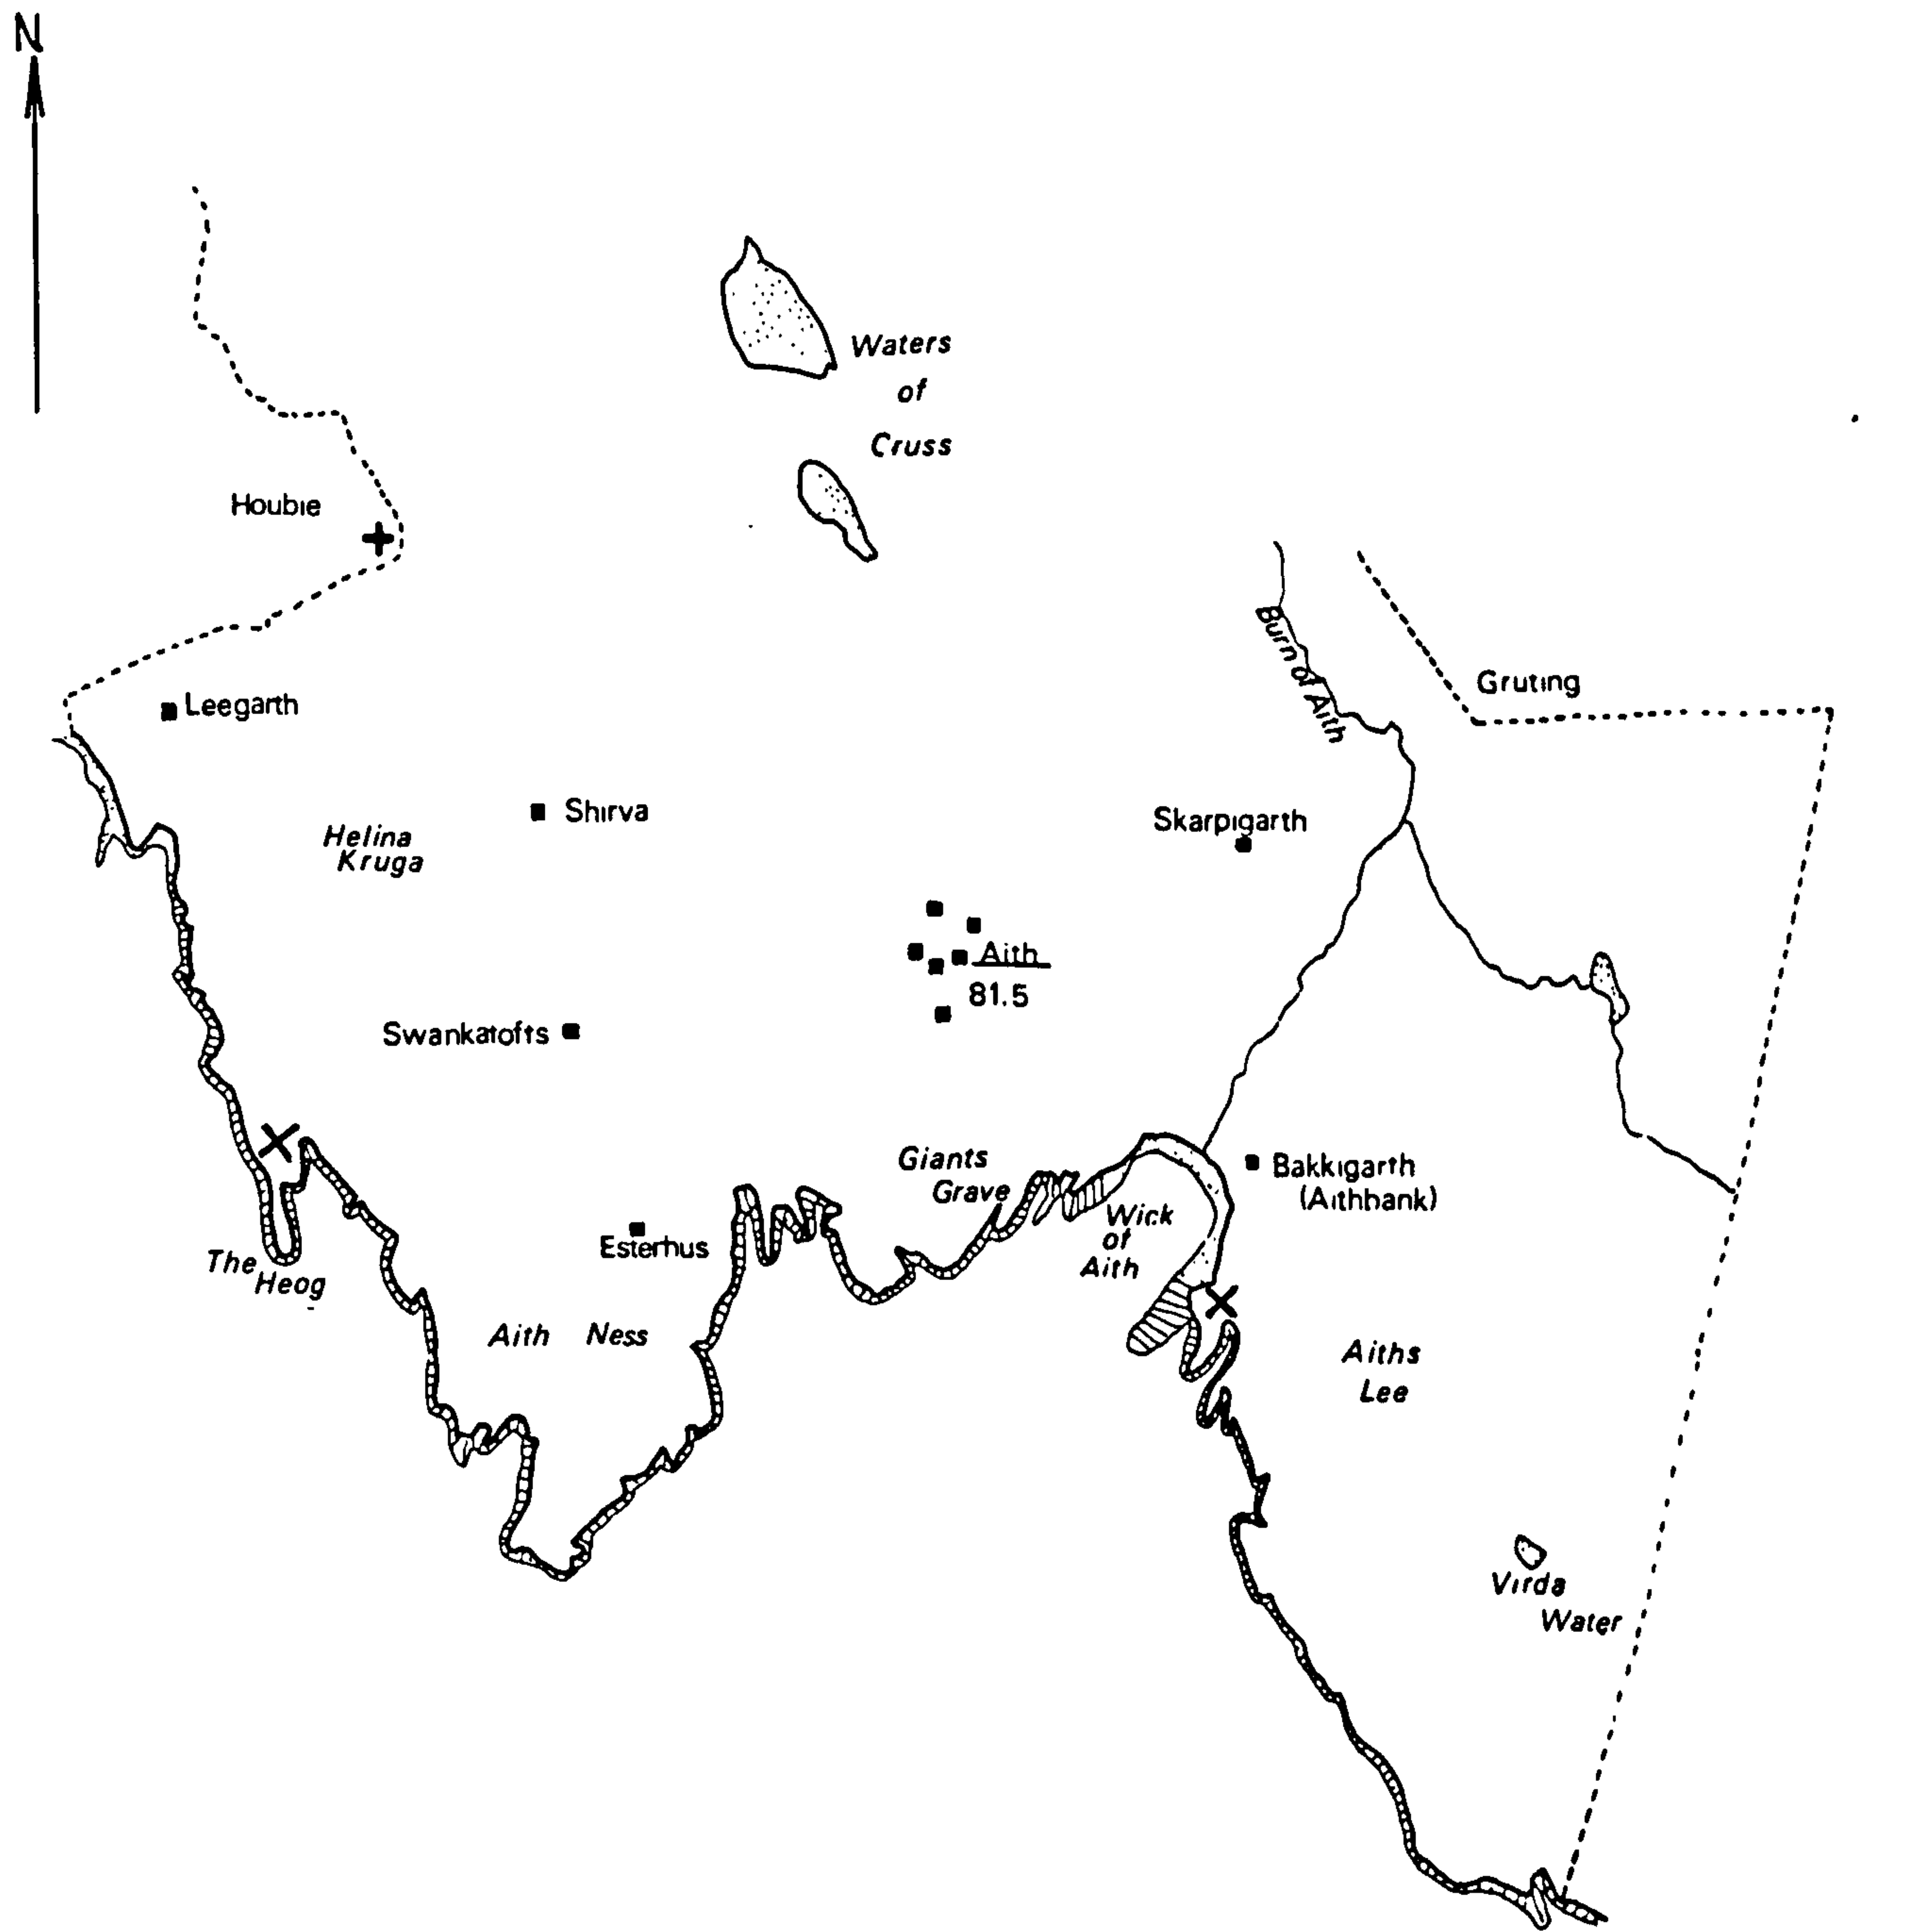 N
Waters
of
Cruss
Houbie
Burn of Aith
Gruting
Leegarth
Shirva
Helina
Kruga
Skarpigarth
Aith
81.5
Swankatofts
Giants
Grave
Bakkigarth
(Aithbank)
Wick
of
Aith
Esterhus
The
Heog
Aith Ness
Aiths
Lee
Virda
Water